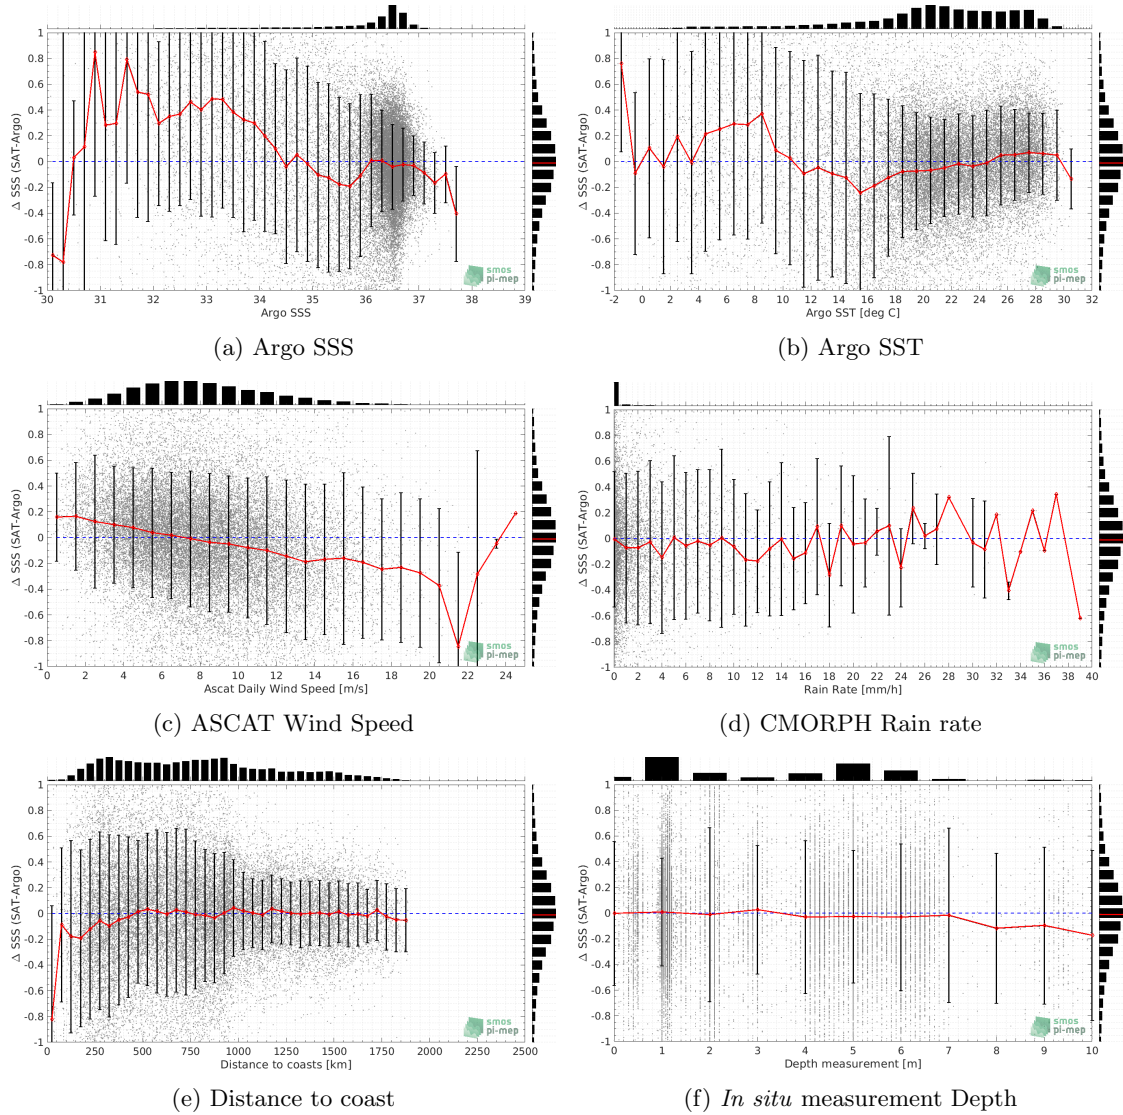 1
0.8
0.6
0.4
0.2
0
-0.2
-0.4
-0.6
-0.8
-1
Δ SSS (SAT-Argo)
30 31 32 33 34 35 36 37 38 39
Argo SSS
smos
pi-mep
(a) Argo SSS
1
0.8
0.6
0.4
0.2
0
-0.2
-0.4
-0.6
-0.8
-1
Δ SSS (SAT-Argo)
-2 0 2 4 6 8 10 12 14 16 18 20 22 24 26 28 30 32
Argo SST [deg C]
smos
pi-mep
(b) Argo SST
1
0.8
0.6
0.4
0.2
0
-0.2
-0.4
-0.6
-0.8
-1
Δ SSS (SAT-Argo)
0 2 4 6 8 10 12 14 16 18 20 22 24
Ascat Daily Wind Speed [m/s]
smos
pi-mep
(c) ASCAT Wind Speed
1
0.8
0.6
0.4
0.2
0
-0.2
-0.4
-0.6
-0.8
-1
Δ SSS (SAT-Argo)
0 2 4 6 8 10 12 14 16 18 20 22 24 26 28 30 32 34 36 38 40
Rain Rate [mm/h]
smos
pi-mep
(d) CMORPH Rain rate
1
0.8
0.6
0.4
0.2
0
-0.2
-0.4
-0.6
-0.8
-1
Δ SSS (SAT-Argo)
0 250 500 750 1000 1250 1500 1750 2000 2250 2500
Distance to coasts [km]
smos
pi-mep
(e) Distance to coast
1
0.8
0.6
0.4
0.2
0
-0.2
-0.4
-0.6
-0.8
-1
Δ SSS (SAT-Argo)
0 1 2 3 4 5 6 7 8 9 10
Depth measurement [m]
smos
pi-mep
(f) In situ measurement Depth